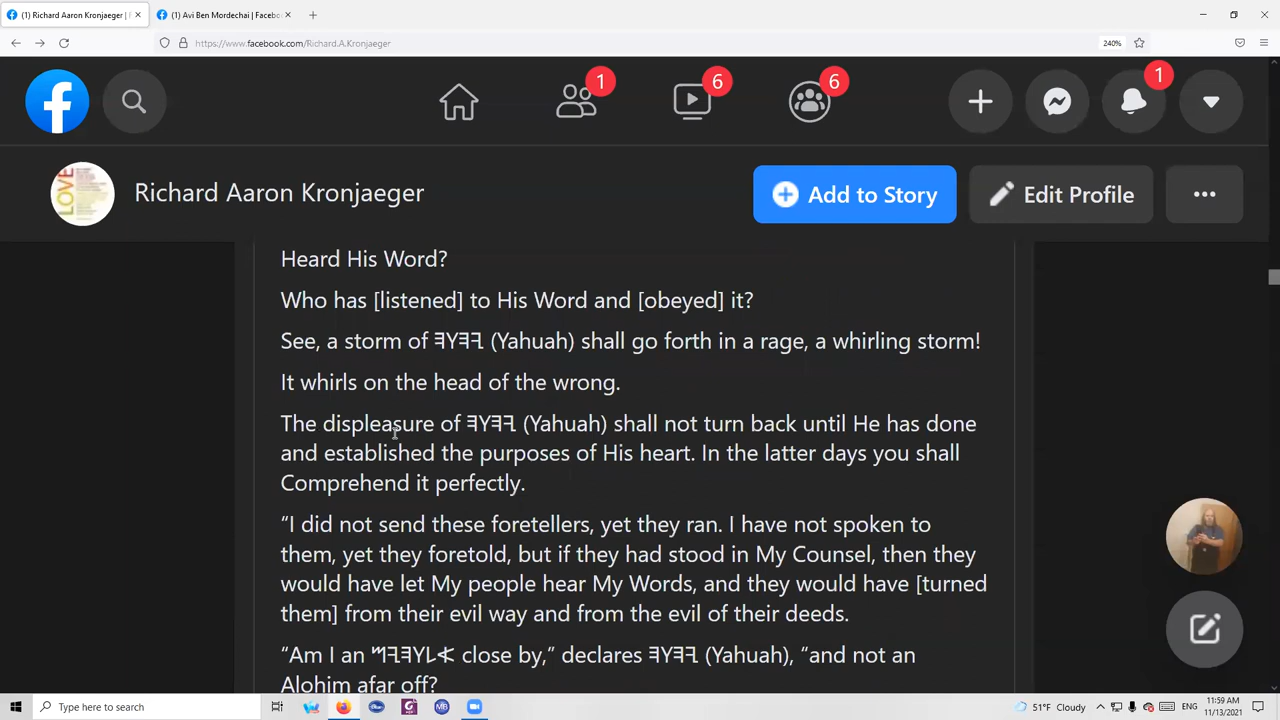 (1) Richard Aaron Kronjaeger | F
(1) Avi Ben Mordechai | Facebo
https://www.facebook.com/Richard.A.Kronjaeger
240%
1
6
6
1
LOVE
Richard Aaron Kronjaeger
Add to Story
Edit Profile
Heard His Word?
Who has [listened] to His Word and [obeyed] it?
See, a storm of 𐤉𐤄𐤅𐤄 (Yahuah) shall go forth in a rage, a whirling storm!
It whirls on the head of the wrong.
The displeasure of 𐤉𐤄𐤅𐤄 (Yahuah) shall not turn back until He has done
and established the purposes of His heart. In the latter days you shall
Comprehend it perfectly.
“I did not send these foretellers, yet they ran. I have not spoken to
them, yet they foretold, but if they had stood in My Counsel, then they
would have let My people hear My Words, and they would have [turned
them] from their evil way and from the evil of their deeds.
“Am I an 𐤀𐤋𐤅𐤄𐤉𐤌 close by,” declares 𐤉𐤄𐤅𐤄 (Yahuah), “and not an
Alohim afar off?
Type here to search
MB
51°F Cloudy
ENG
11:59 AM
11/13/2021